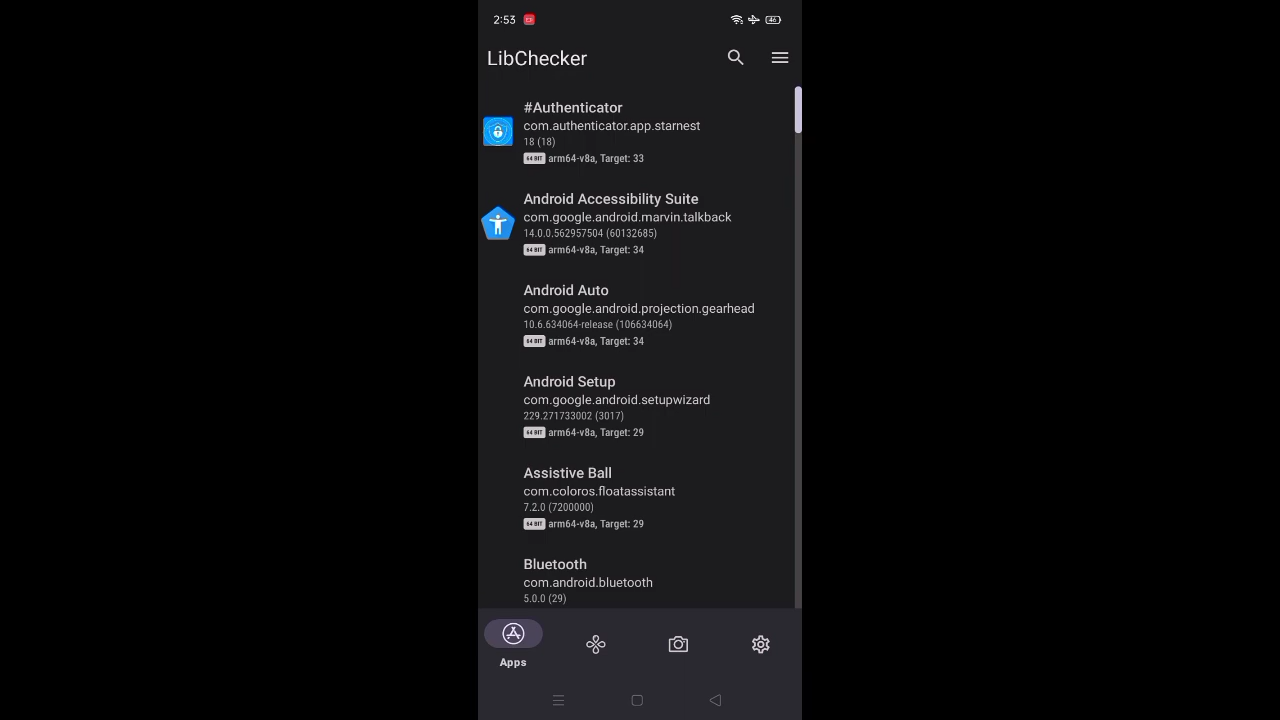 2:53
46
LibChecker
#Authenticator
com.authenticator.app.starnest
18 (18)
64 BIT arm64-v8a, Target: 33
Android Accessibility Suite
com.google.android.marvin.talkback
14.0.0.562957504 (60132685)
64 BIT arm64-v8a, Target: 34
Android Auto
com.google.android.projection.gearhead
10.6.634064-release (106634064)
64 BIT arm64-v8a, Target: 34
Android Setup
com.google.android.setupwizard
229.271733002 (3017)
64 BIT arm64-v8a, Target: 29
Assistive Ball
com.coloros.floatassistant
7.2.0 (7200000)
64 BIT arm64-v8a, Target: 29
Bluetooth
com.android.bluetooth
5.0.0 (29)
Apps